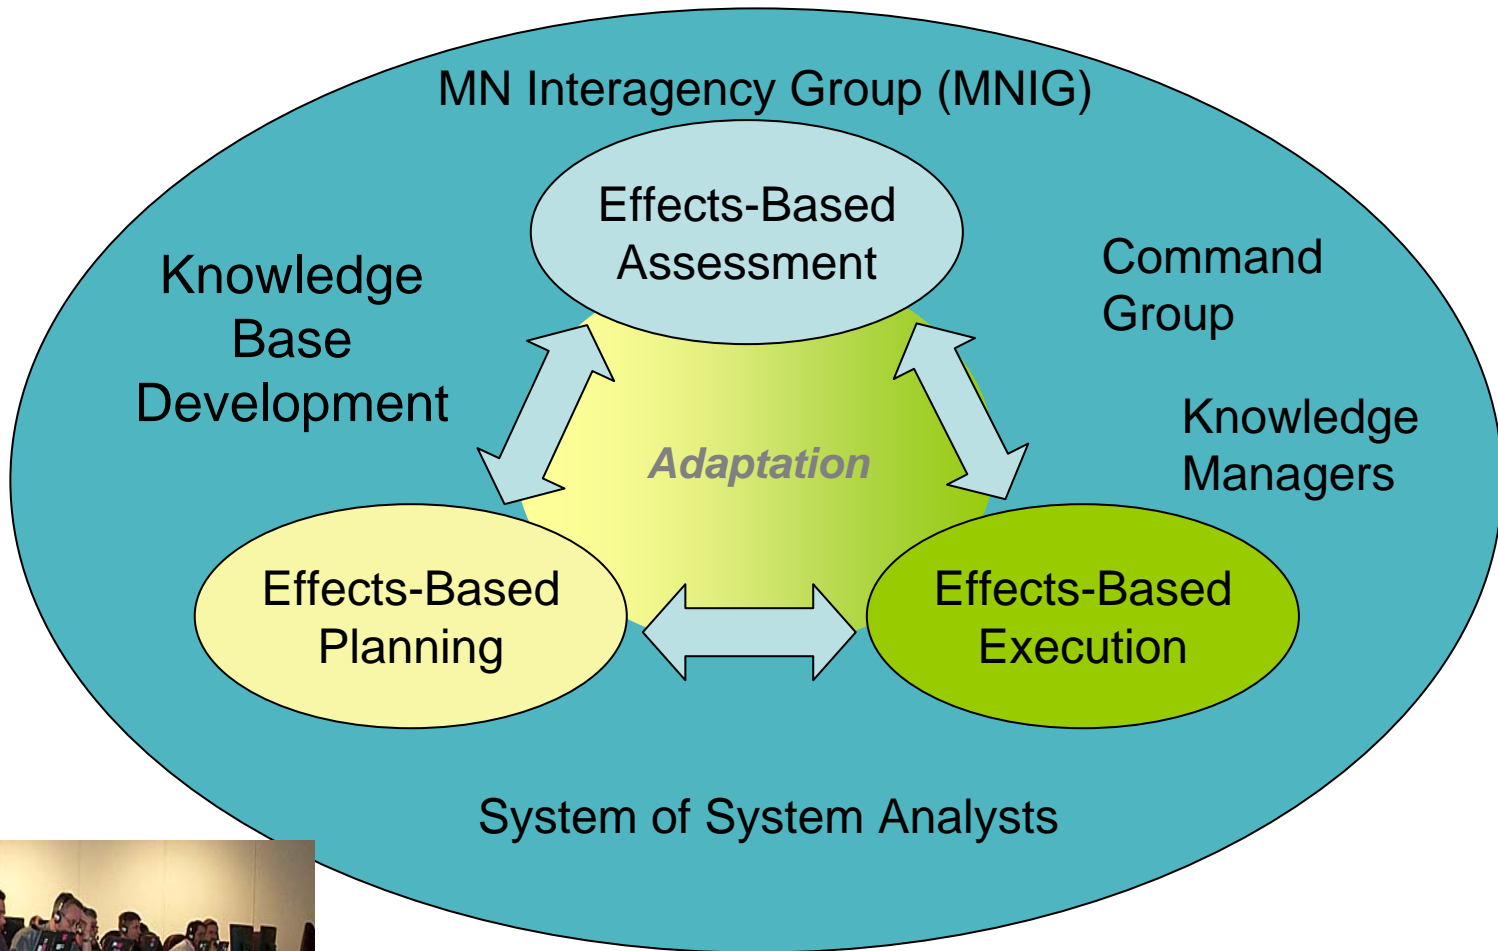 MN Interagency Group (MNIG)
Effects-Based
Assessment
Knowledge
Base
Development
Command
Group
Knowledge
Managers
Adaptation
Effects-Based
Planning
Effects-Based
Execution
System of System Analysts